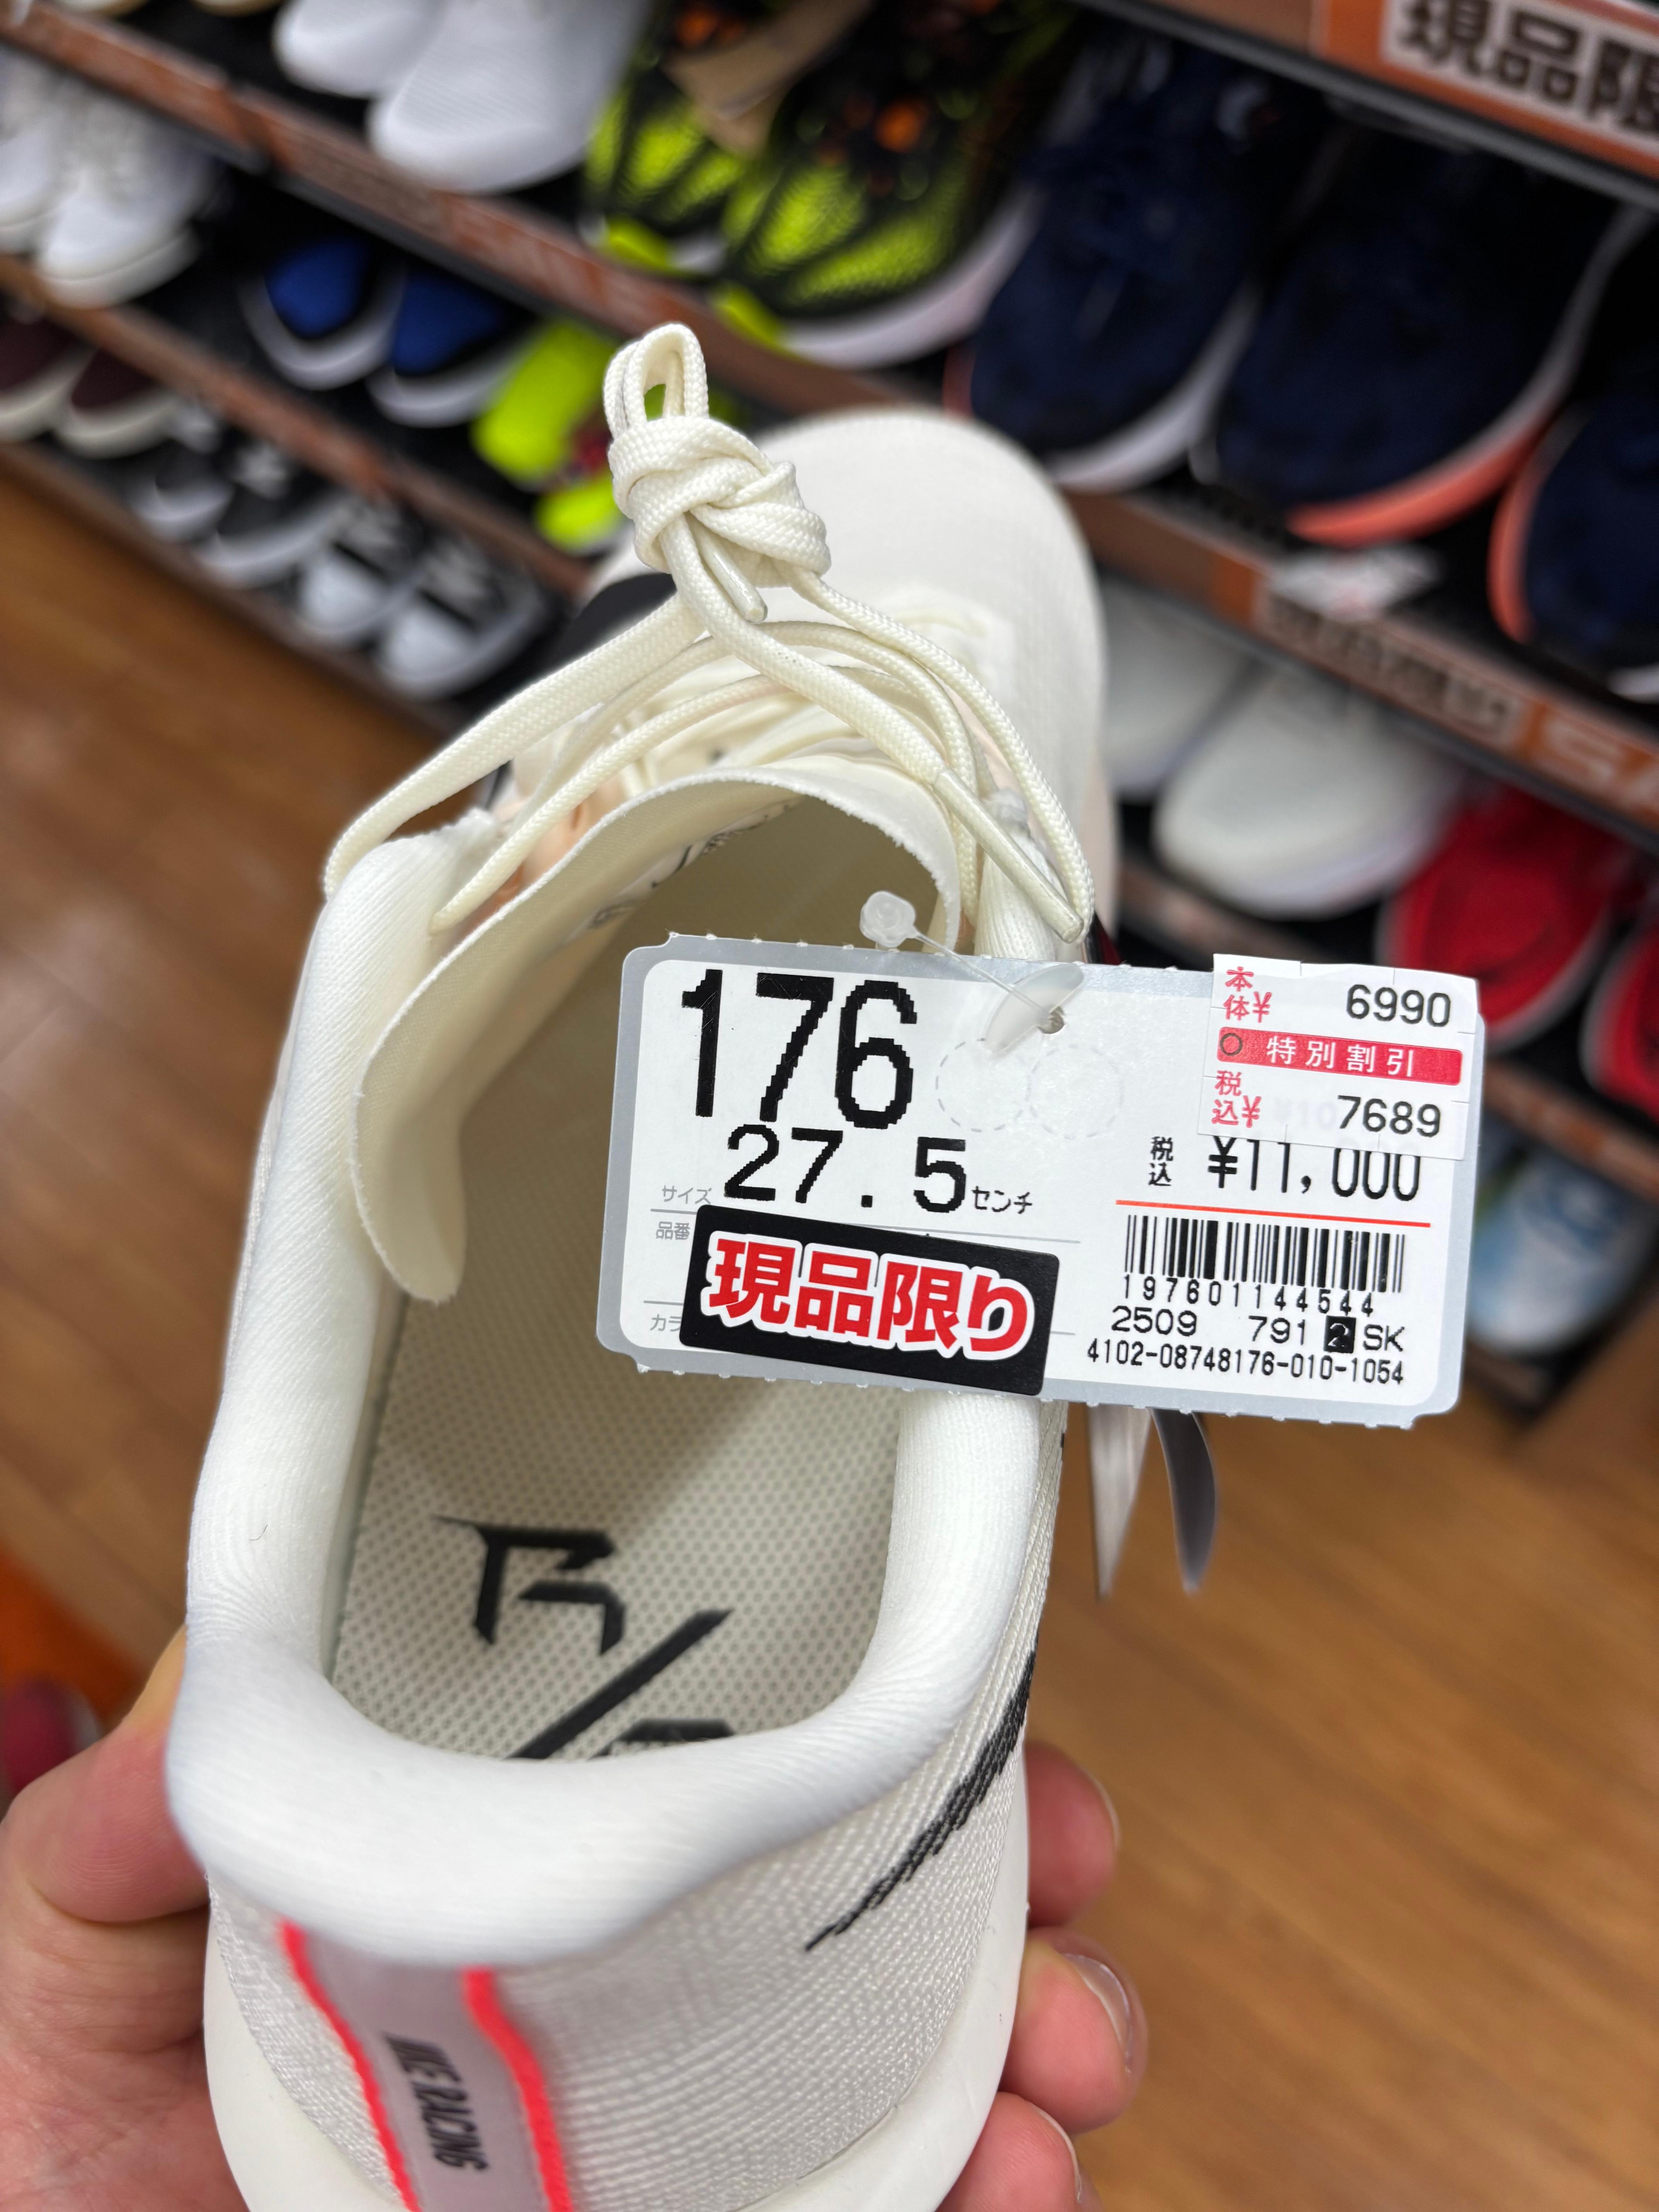 現品限
176
27.5センチ
サイズ
品番
現品限り
カラ
本体¥ 6990
特別割引
税込¥ 7689
税込 ¥11,000
197601144544
2509 791 2 SK
4102-08748176-010-1054